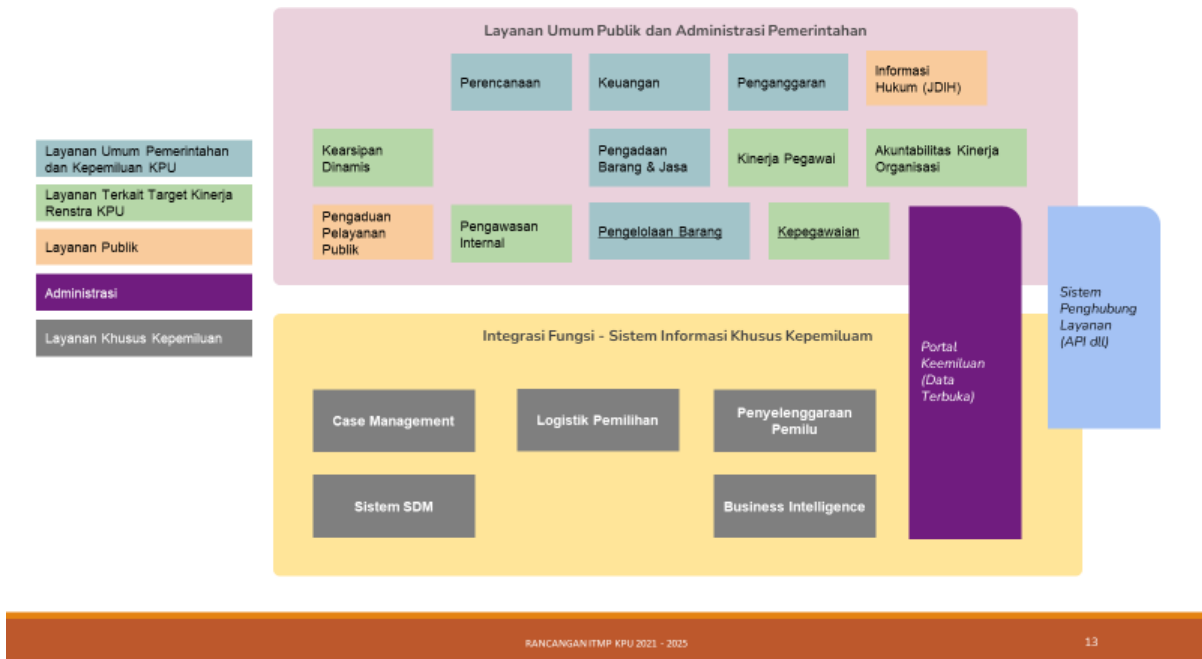 Layanan Umum Publik dan Administrasi Pemerintahan
Perencanaan
Keuangan
Penganggaran
Informasi
Hukum (JDIH)
Layanan Umum Pemerintahan
dan Kepemiluan KPU
Layanan Terkait Target Kinerja
Renstra KPU
Layanan Publik
Administrasi
Layanan Khusus Kepemiluan
Kearsipan
Dinamis
Pengadaan
Barang & Jasa
Kinerja Pegawai
Akuntabilitas Kinerja
Organisasi
Pengaduan
Pelayanan
Publik
Pengawasan
Internal
Pengelolaan Barang
Kepegawaian
Sistem
Penghubung
Layanan
(API dll)
Integrasi Fungsi - Sistem Informasi Khusus Kepemiluam
Portal
Keemiluan
(Data
Terbuka)
Case Management
Logistik Pemilihan
Penyelenggaraan
Pemilu
Sistem SDM
Business Intelligence
RANCANGAN ITMP KPU 2021 - 2025
13